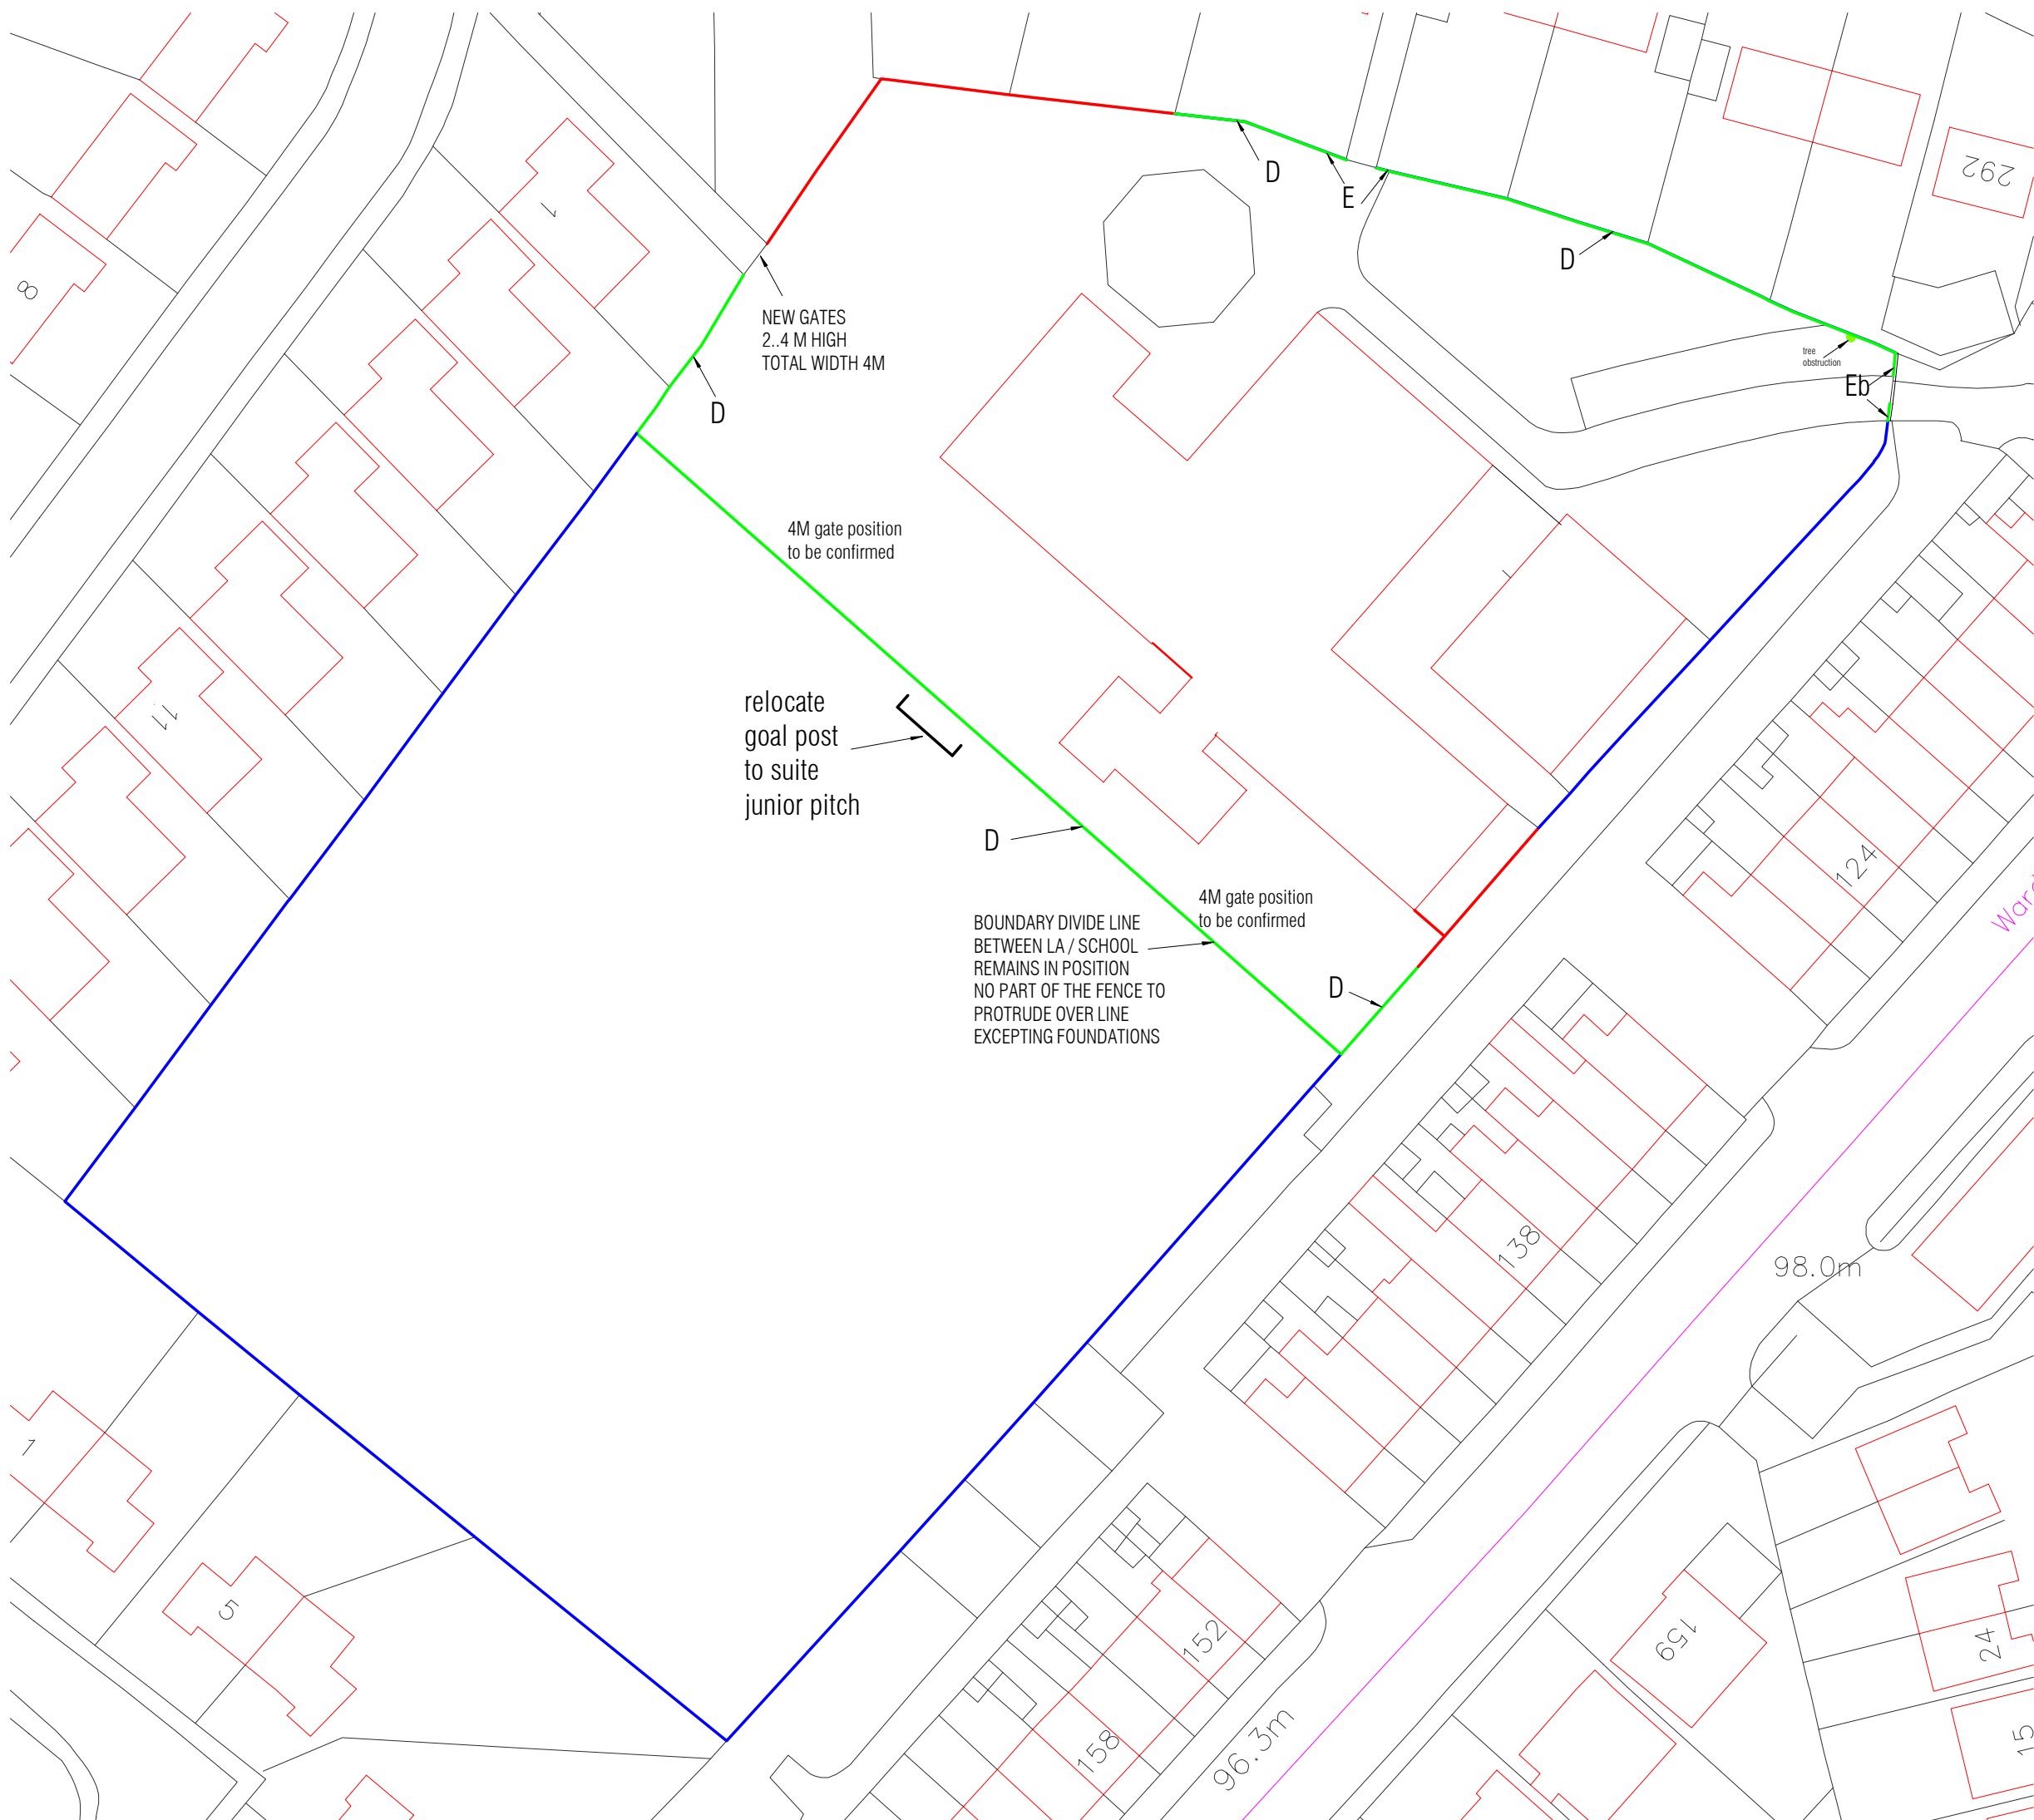 292
1
D
E
8
D
NEW GATES
2..4 M HIGH
TOTAL WIDTH 4M
tree
obstruction
Eb
D
4M gate position
to be confirmed
relocate
goal post
to suite
junior pitch
11
D
124
4M gate position
to be confirmed
BOUNDARY DIVIDE LINE
BETWEEN LA / SCHOOL
REMAINS IN POSITION
NO PART OF THE FENCE TO
PROTRUDE OVER LINE
EXCEPTING FOUNDATIONS
D
138
98.0m
1
5
152
159
24
158
96.3m
15